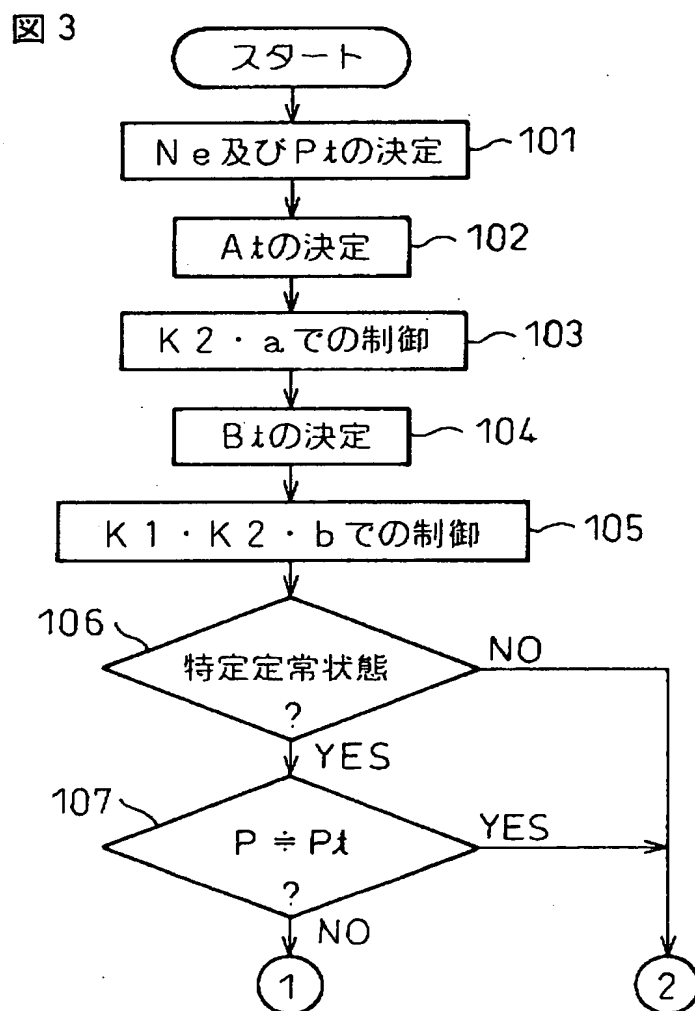 図3
スタート
Ne及びPtの決定
101
Atの決定
102
K2・aでの制御
103
Btの決定
104
K1・K2・bでの制御
105
106
特定定常状態
?
NO
YES
107
P≒Pt
?
YES
NO
1
2